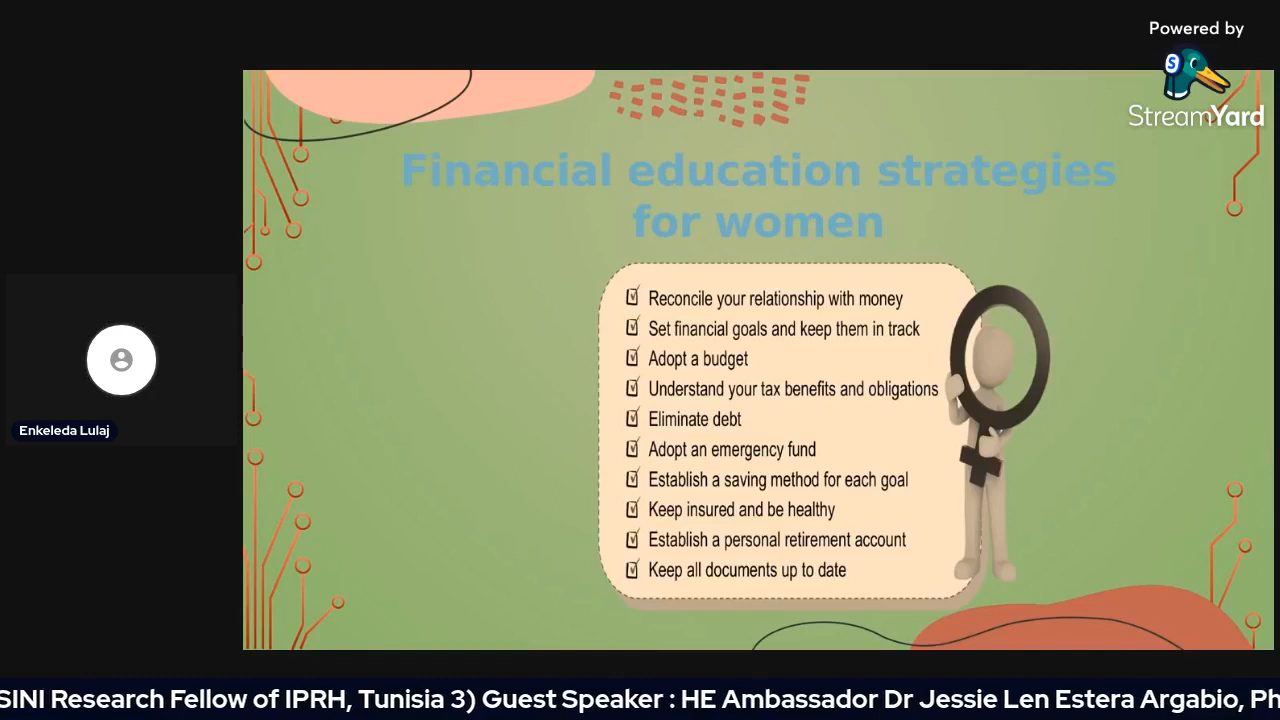 Powered by
StreamYard
Financial education strategies
for women
Reconcile your relationship with money
Set financial goals and keep them in track
Adopt a budget
Understand your tax benefits and obligations
Eliminate debt
Adopt an emergency fund
Establish a saving method for each goal
Keep insured and be healthy
Establish a personal retirement account
Keep all documents up to date
Enkeleda Lulaj
SINI Research Fellow of IPRH, Tunisia 3) Guest Speaker : HE Ambassador Dr Jessie Len Estera Argabio, Ph